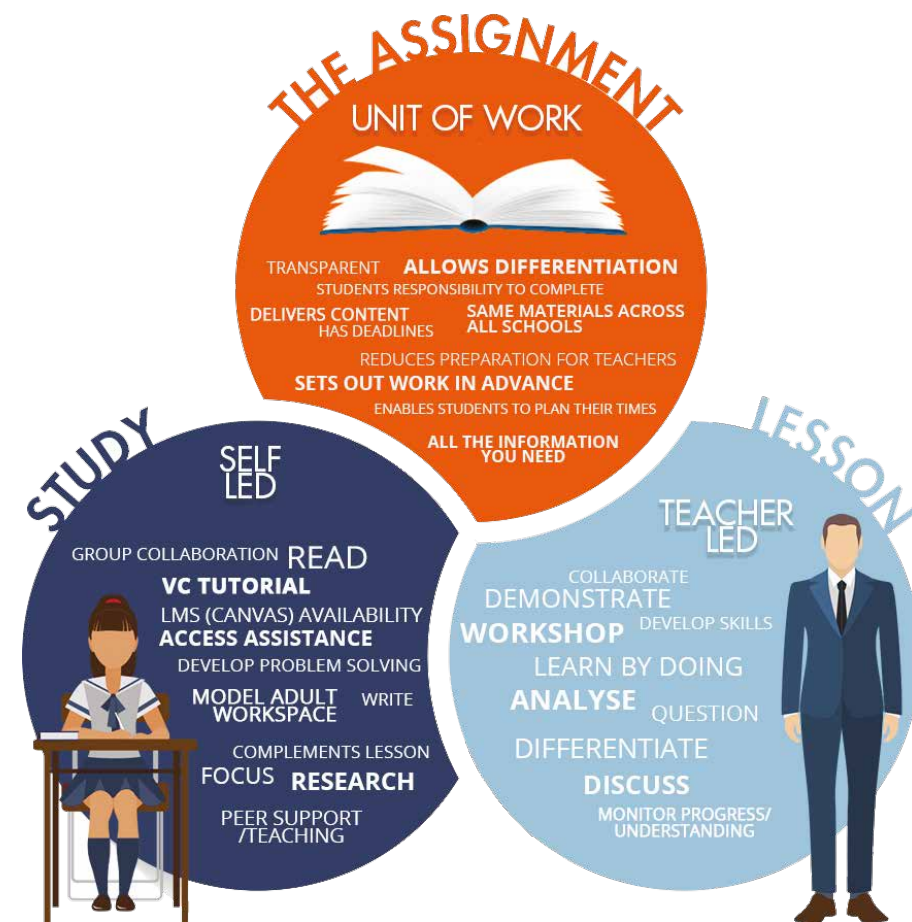 THE ASSIGNMENT
UNIT OF WORK
TRANSPARENT
ALLOWS DIFFERENTIATION
STUDENTS RESPONSIBILITY TO COMPLETE
DELIVERS CONTENT
SAME MATERIALS ACROSS
ALL SCHOOLS
HAS DEADLINES
REDUCES PREPARATION FOR TEACHERS
SETS OUT WORK IN ADVANCE
ENABLES STUDENTS TO PLAN THEIR TIMES
ALL THE INFORMATION
YOU NEED
STUDY
SELF
LED
GROUP COLLABORATION
READ
VC TUTORIAL
LMS (CANVAS) AVAILABILITY
ACCESS ASSISTANCE
DEVELOP PROBLEM SOLVING
MODEL ADULT
WORKSPACE
WRITE
COMPLEMENTS LESSON
FOCUS
RESEARCH
PEER SUPPORT
/TEACHING
LESSON
TEACHER
LED
COLLABORATE
DEMONSTRATE
WORKSHOP
DEVELOP SKILLS
LEARN BY DOING
ANALYSE
QUESTION
DIFFERENTIATE
DISCUSS
MONITOR PROGRESS/
UNDERSTANDING